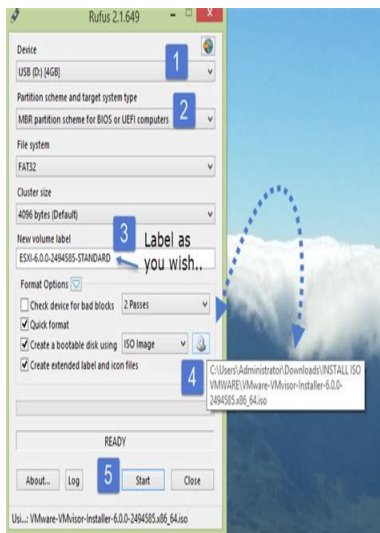 Rufus 2.1.649
Device
1
USB (D:) [4GB]
Partition scheme and target system type
2
MBR partition scheme for BIOS or UEFI computers
File system
FAT32
Cluster size
4096 bytes (Default)
New volume label
3
Label as
you wish..
ESXI-6.0.0-2494585-STANDARD
Format Options
Check device for bad blocks 2 Passes
Quick format
Create a bootable disk using ISO Image
Create extended label and icon files
4
C:\Users\Administrator\Downloads\INSTALL ISO
VMWARE\VMware-VMvisor-Installer-6.0.0-
2494585.x86_64.iso
READY
About... Log 5 Start Close
Usi...: VMware-VMvisor-Installer-6.0.0-2494585.x86_64.iso